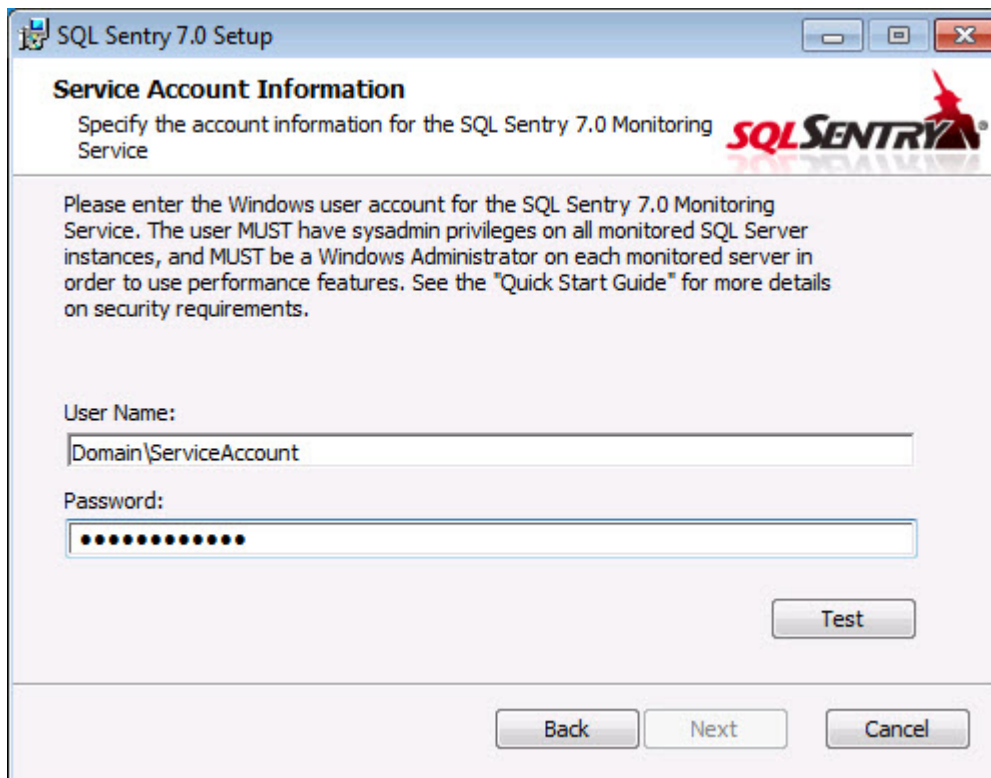 SQL Sentry 7.0 Setup
Service Account Information
Specify the account information for the SQL Sentry 7.0 Monitoring
Service
SQLSENTRY®
Please enter the Windows user account for the SQL Sentry 7.0 Monitoring
Service. The user MUST have sysadmin privileges on all monitored SQL Server
instances, and MUST be a Windows Administrator on each monitored server in
order to use performance features. See the "Quick Start Guide" for more details
on security requirements.
User Name:
Domain\ServiceAccount
Password:
●●●●●●●●●●●●
Test
Back
Next
Cancel